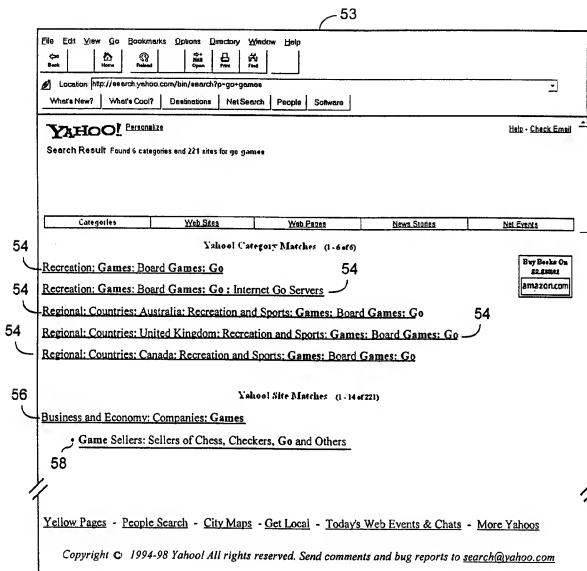 53
File Edit View Go Bookmarks Options Directory Window Help
Back Home Reload Open Print Find
Location: http://search.yahoo.com/bin/search?p=go+games
What's New? What's Cool? Destinations Net Search People Software
YAHOO! Personalize Help - Check Email
Search Result Found 6 categories and 221 sites for go games
Categories Web Sites Web Pages News Stories Net Events
Yahoo! Category Matches (1 - 6 of 6)
54 Recreation: Games: Board Games: Go
Buy Books On
go games
amazon.com
Recreation: Games: Board Games: Go : Internet Go Servers 54
54 Regional: Countries: Australia: Recreation and Sports: Games: Board Games: Go
Regional: Countries: United Kingdom: Recreation and Sports: Games: Board Games: Go 54
54 Regional: Countries: Canada: Recreation and Sports: Games: Board Games: Go
Yahoo! Site Matches (1 - 14 of 221)
56 Business and Economy: Companies: Games
• Game Sellers: Sellers of Chess, Checkers, Go and Others
58
Yellow Pages - People Search - City Maps - Get Local - Today's Web Events & Chats - More Yahoos
Copyright © 1994-98 Yahoo! All rights reserved. Send comments and bug reports to search@yahoo.com